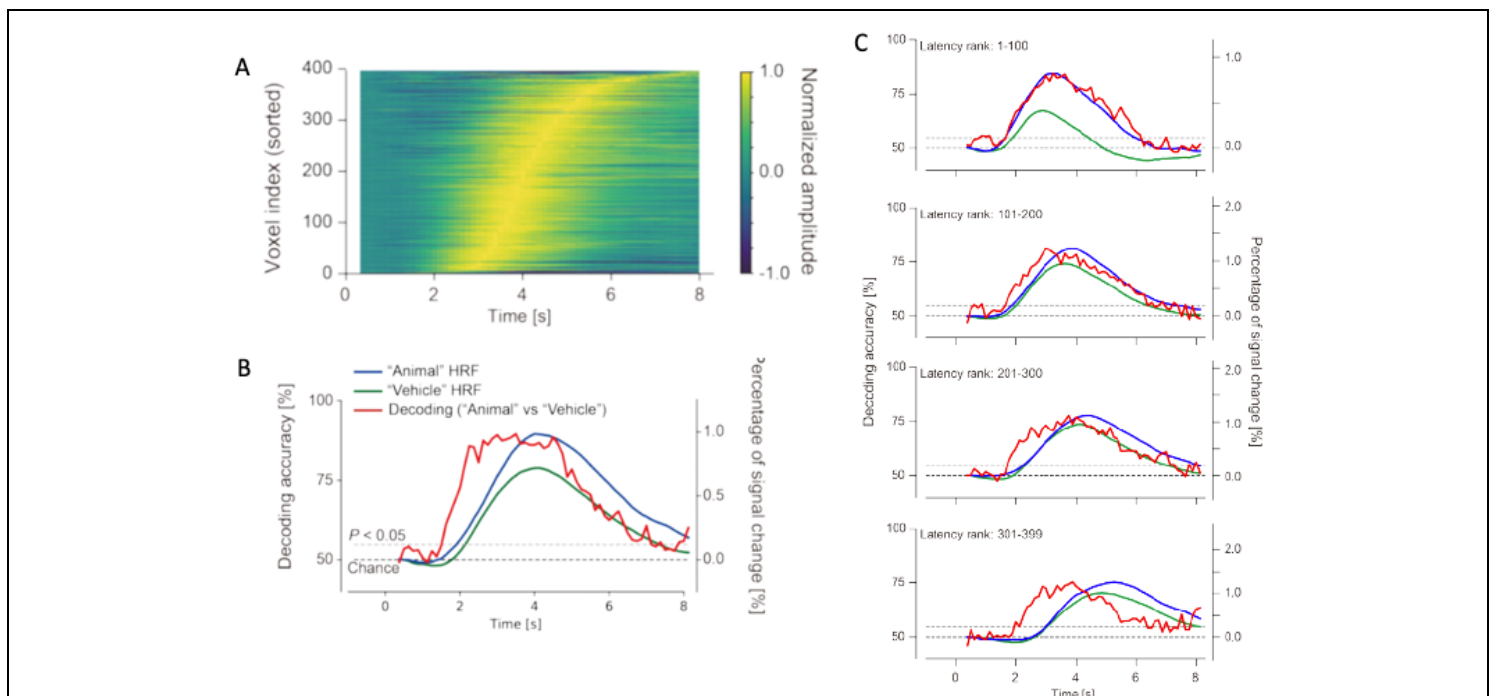 A
Voxel index (sorted)
400
300
200
100
0
0
2
4
6
8
Time [s]
1.0
0.0
-1.0
Normalized amplitude
B
"Animal" HRF
"Vehicle" HRF
Decoding ("Animal" vs "Vehicle")
Decoding accuracy [%]
100
75
50
P < 0.05
Chance
1.0
0.5
0.0
Percentage of signal change [%]
0
2
4
6
8
Time [s]
C
Latency rank: 1-100
100
75
50
1.0
0.0
Latency rank: 101-200
100
75
50
2.0
1.0
0.0
Latency rank: 201-300
100
75
50
2.0
1.0
0.0
Latency rank: 301-399
100
75
50
2.0
1.0
0.0
Decoding accuracy [%]
Percentage of signal change [%]
0
2
4
6
8
Time [s]